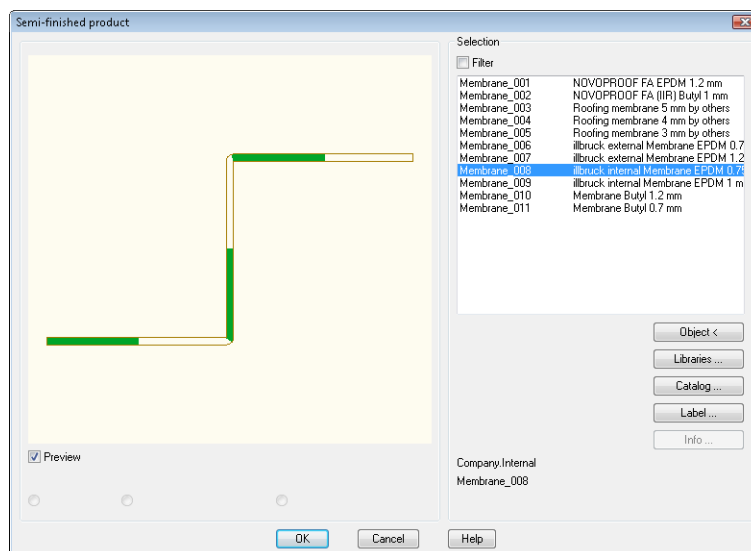 Semi-finished product
Selection
Filter
Membrane_001 NOVOPROOF FA EPDM 1.2 mm
Membrane_002 NOVOPROOF FA (IIR) Butyl 1 mm
Membrane_003 Roofing membrane 5 mm by others
Membrane_004 Roofing membrane 4 mm by others
Membrane_005 Roofing membrane 3 mm by others
Membrane_006 illbruck external Membrane EPDM 0.7
Membrane_007 illbruck external Membrane EPDM 1.2
Membrane_008 illbruck internal Membrane EPDM 0.75
Membrane_009 illbruck internal Membrane EPDM 1 m
Membrane_010 Membrane Butyl 1.2 mm
Membrane_011 Membrane Butyl 0.7 mm
Object <
Libraries ...
Catalog ...
Label ...
Info ...
Preview
Company.Internal
Membrane_008
OK Cancel Help